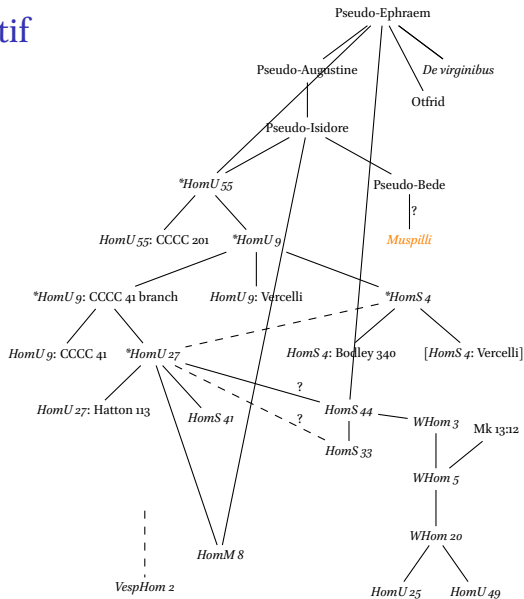 Pseudo-Ephraem
tif
Pseudo-Augustine
De virginibus
Otfrid
Pseudo-Isidore
*HomU 55
Pseudo-Bede
?
HomU 55: CCCC 201
*HomU 9
Muspilli
*HomU 9: CCCC 41 branch
HomU 9: Vercelli
*HomS 4
HomU 9: CCCC 41
*HomU 27
HomS 4: Bodley 340
[HomS 4: Vercelli]
?
HomU 27: Hatton 113
HomS 41
HomS 44
?
WHom 3
Mk 13:12
HomS 33
WHom 5
WHom 20
HomM 8
VespHom 2
HomU 25
HomU 49